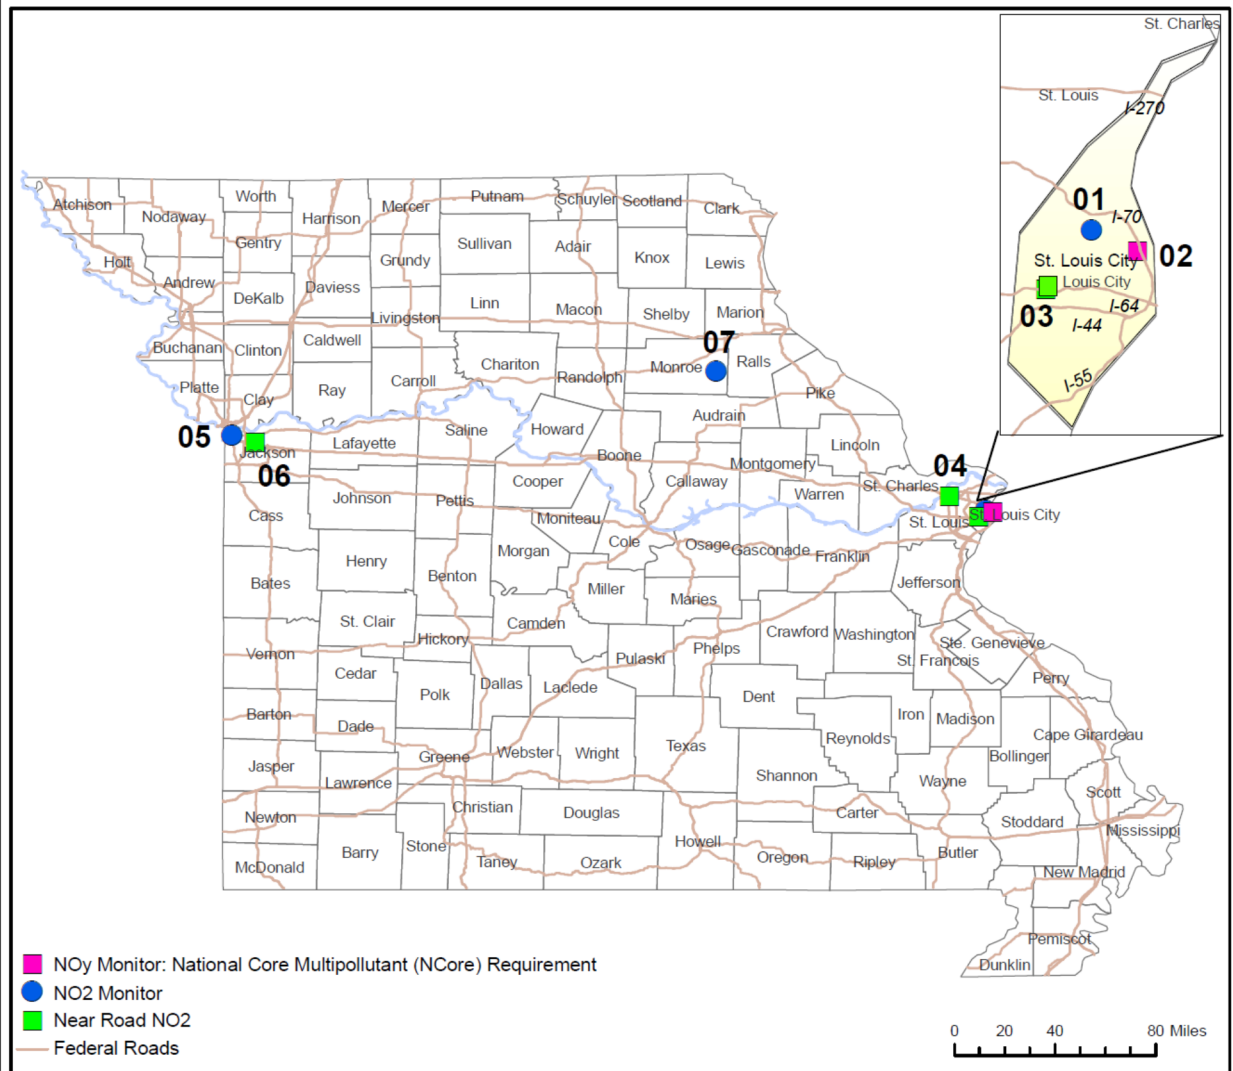 St. Charles
St. Louis
I-270
01
I-70
02
St. Louis City
Louis City
03
I-64
I-44
I-55
Atchison
Nodaway
Worth
Harrison
Mercer
Putnam
Schuyler
Scotland
Clark
Gentry
Sullivan
Adair
Knox
Lewis
Holt
Andrew
Grundy
DeKalb
Daviess
Linn
Macon
Shelby
Marion
Livingston
Buchanan
Clinton
Caldwell
Chariton
07
Monroe
Ralls
Platte
Clay
Ray
Carroll
Randolph
Pike
Audrain
05
Jackson
06
Lafayette
Saline
Howard
Boone
Lincoln
Montgomery
04
Callaway
Warren
St. Charles
Johnson
Pettis
Cooper
Cass
Moniteau
St. Louis
St. Louis City
Cole
Osage
Gasconade
Franklin
Henry
Morgan
Bates
Benton
Miller
Maries
Jefferson
St. Clair
Camden
Crawford
Washington
Hickory
Ste. Genevieve
Vernon
Pulaski
Phelps
St. Francois
Cedar
Polk
Dallas
Laclede
Dent
Perry
Barton
Dade
Iron
Madison
Cape Girardeau
Reynolds
Greene
Webster
Wright
Texas
Bollinger
Jasper
Lawrence
Shannon
Wayne
Scott
Newton
Christian
Douglas
Carter
Stoddard
Mississippi
Barry
Stone
Howell
McDonald
Taney
Ozark
Oregon
Ripley
Butler
New Madrid
Pemiscot
Dunklin
NOy Monitor: National Core Multipollutant (NCore) Requirement
NO2 Monitor
Near Road NO2
Federal Roads
0 20 40 80 Miles